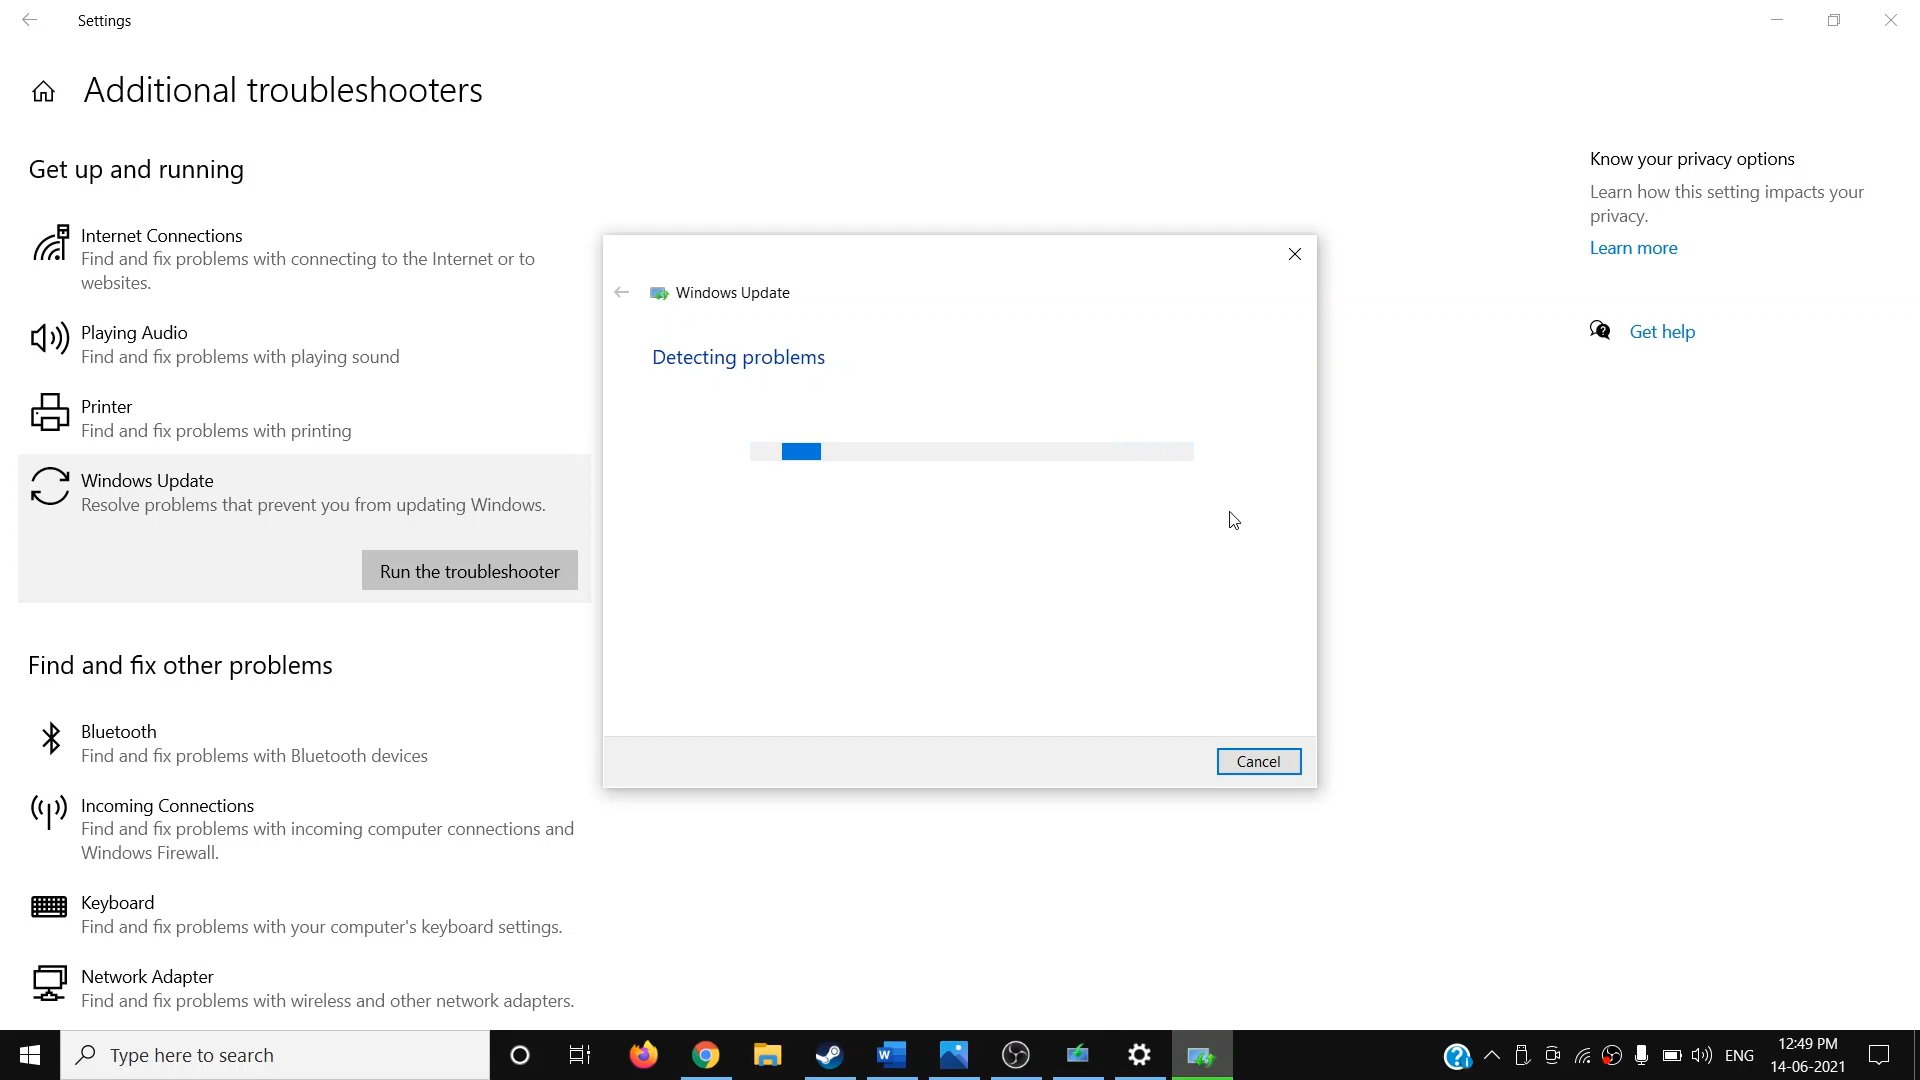 Settings
Additional troubleshooters
Get up and running
Internet Connections
Find and fix problems with connecting to the Internet or to
websites.
Playing Audio
Find and fix problems with playing sound
Printer
Find and fix problems with printing
Windows Update
Resolve problems that prevent you from updating Windows.
Run the troubleshooter
Find and fix other problems
Bluetooth
Find and fix problems with Bluetooth devices
Incoming Connections
Find and fix problems with incoming computer connections and
Windows Firewall.
Keyboard
Find and fix problems with your computer's keyboard settings.
Network Adapter
Find and fix problems with wireless and other network adapters.
Windows Update
Detecting problems
Cancel
Know your privacy options
Learn how this setting impacts your
privacy.
Learn more
Get help
Type here to search
ENG
12:49 PM
14-06-2021